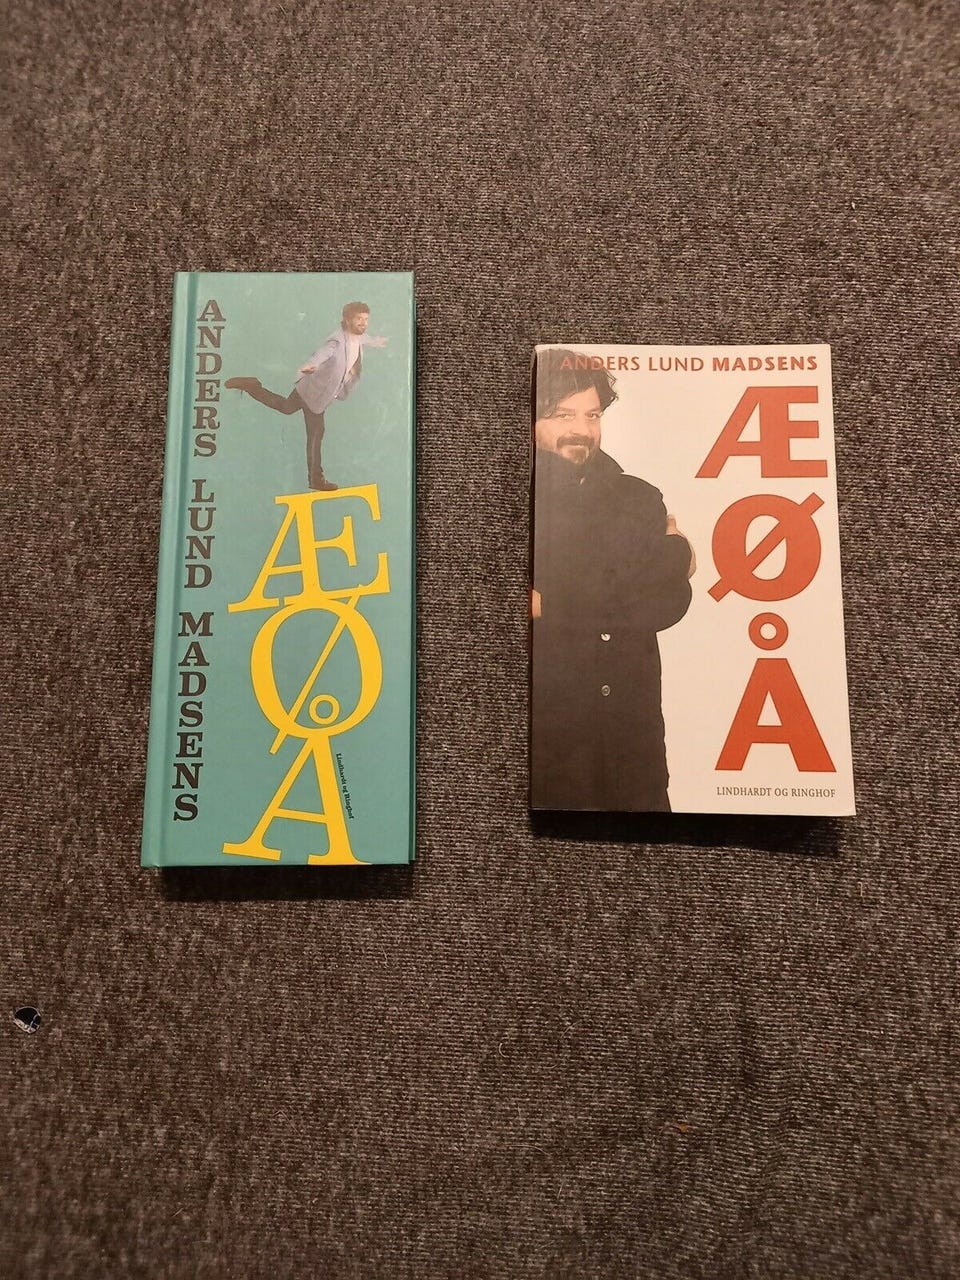 ANDERS LUND MADSENS
Æ
Ø
Å
Lindhardt og Ringhof
ANDERS LUND MADSENS
Æ
Ø
Å
LINDHARDT OG RINGHOF